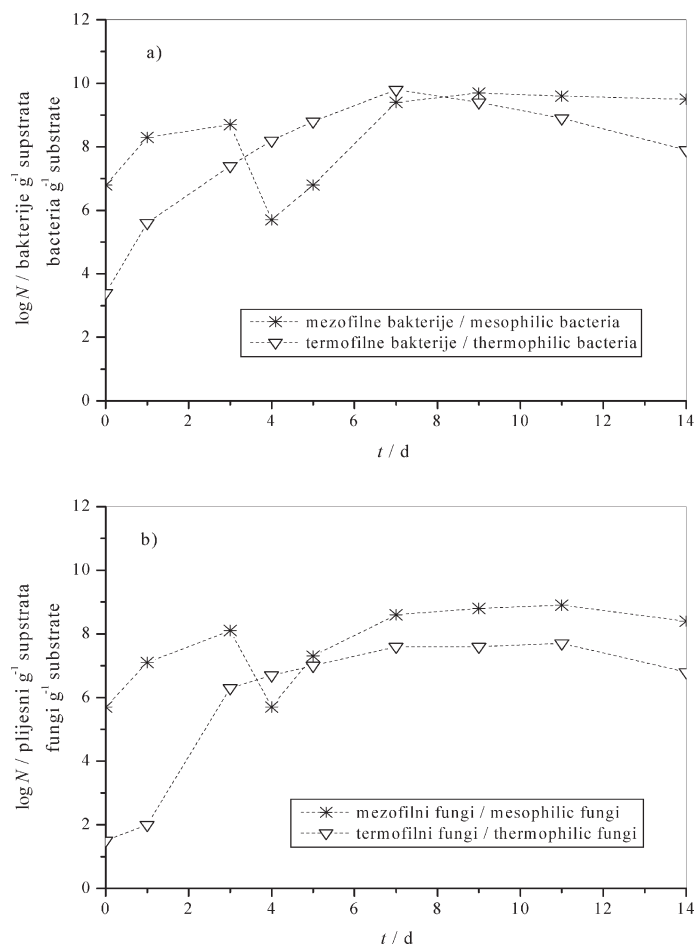 12
a)
10
8
6
4
2
0
log N / bakterije g⁻¹ supstrata
bacteria g⁻¹ substrate
mezofilne bakterije / mesophilic bacteria
termofilne bakterije / thermophilic bacteria
0 2 4 6 8 10 12 14
t / d
12
b)
10
8
6
4
2
0
log N / plijesni g⁻¹ supstrata
fungi g⁻¹ substrate
mezofilni fungi / mesophilic fungi
termofilni fungi / thermophilic fungi
0 2 4 6 8 10 12 14
t / d